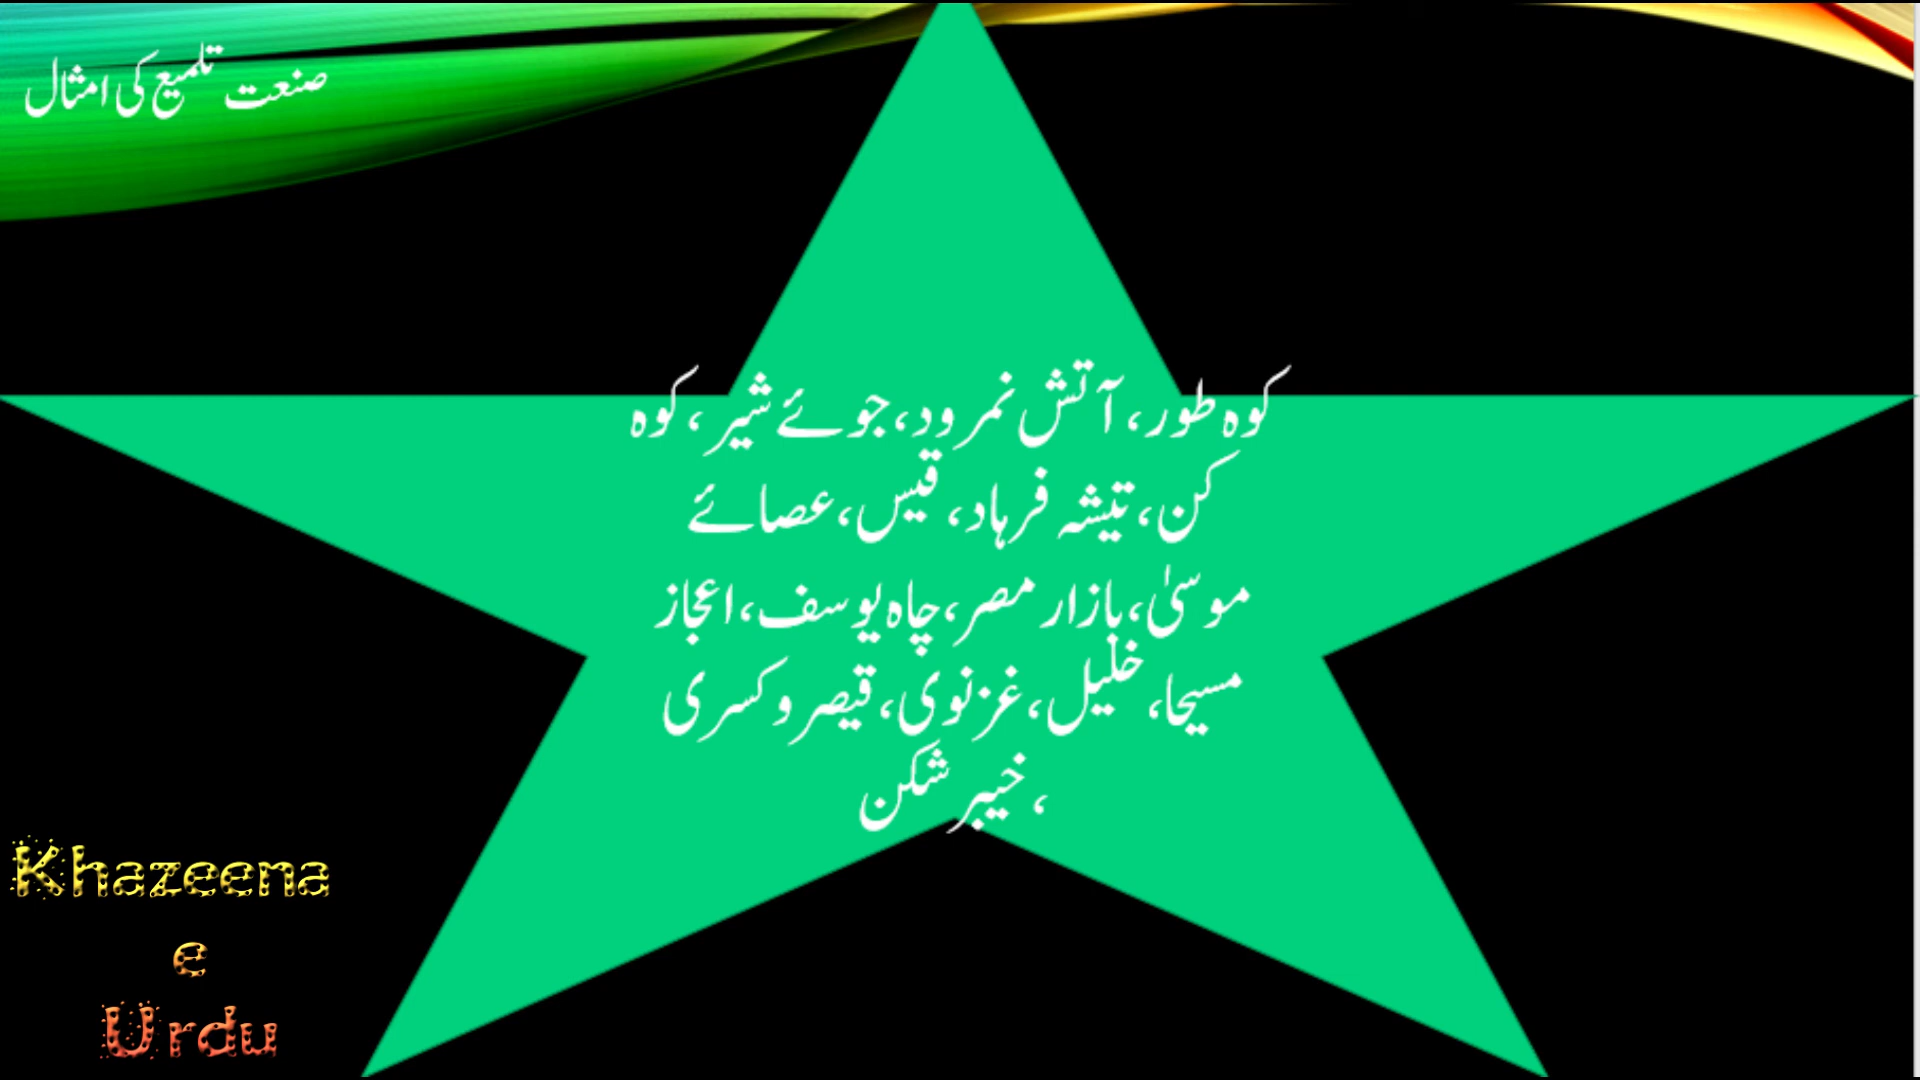 صنعت تلمیع کی امثال
کوہ طور، آتش نمرود، جوئے شیر، کوہ
کن، تیشہ فرہاد، قیس، عصائے
موسیٰ، بازار مصر، چاہ یوسف، اعجاز
مسیحا، خلیل، غزنوی، قیصر و کسری
، خیبر شکن
Khazeena
e
Urdu